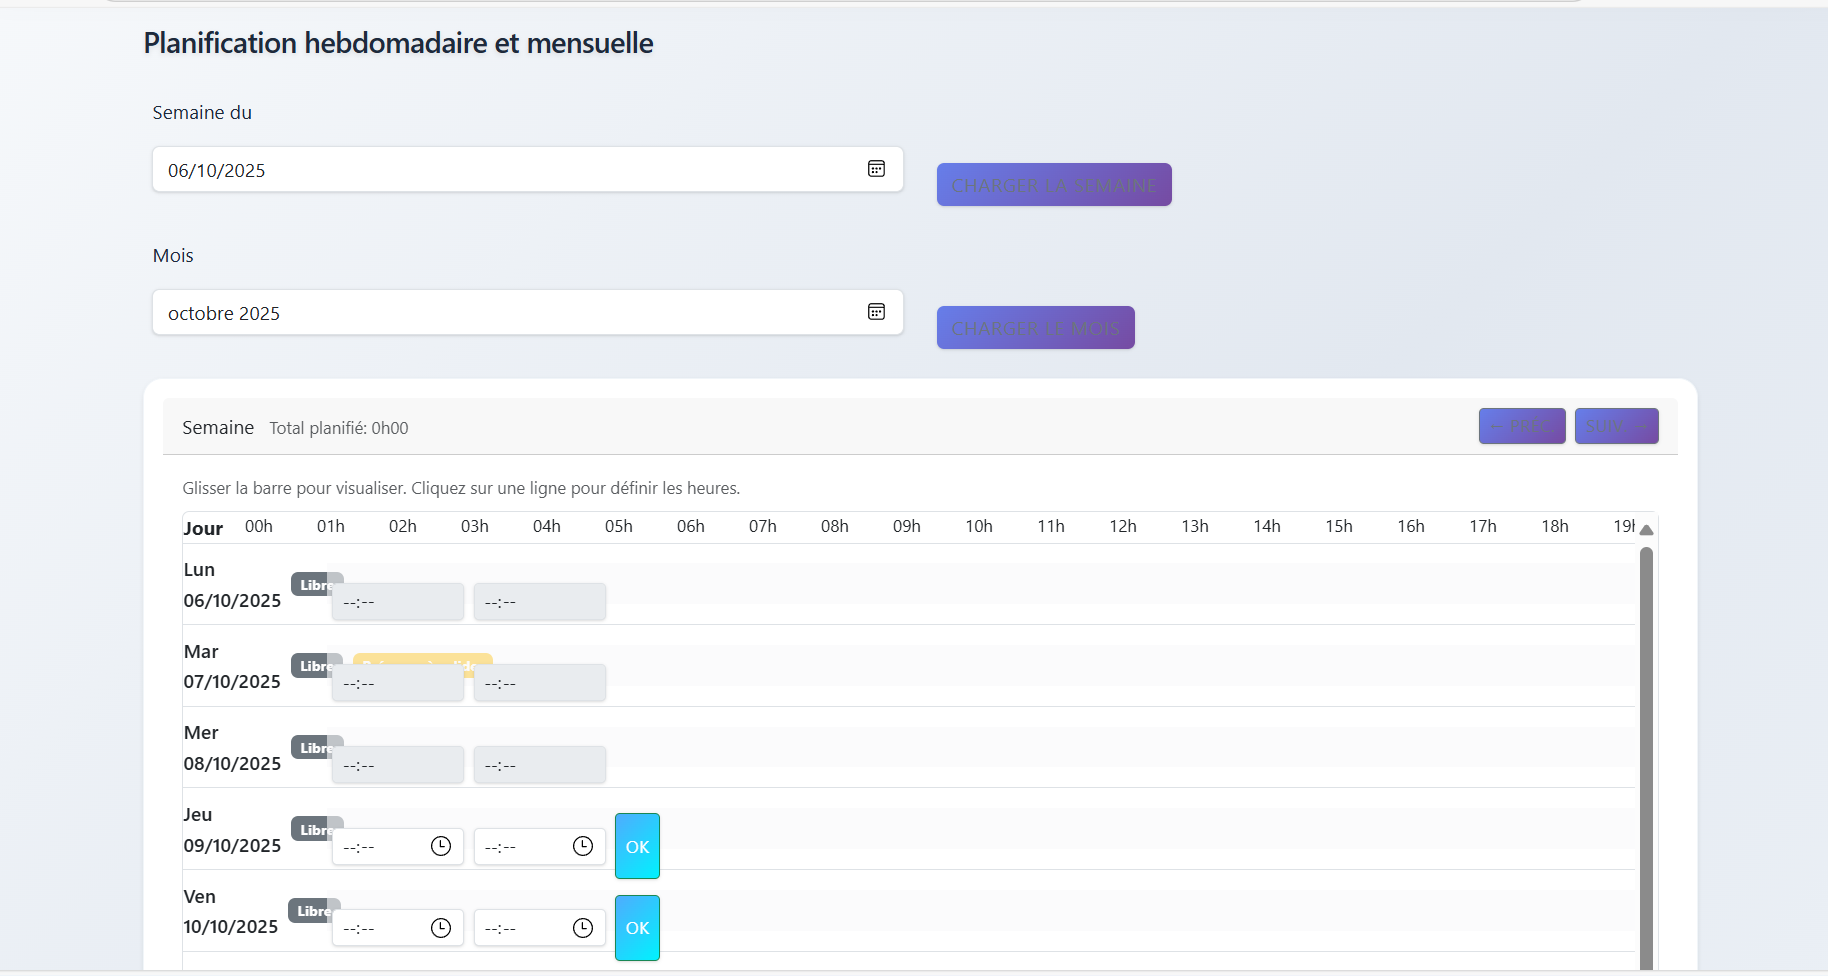 Planification hebdomadaire et mensuelle
Semaine du
06/10/2025
CHARGER LA SEMAINE
Mois
octobre 2025
CHARGER LE MOIS
Semaine Total planifié: 0h00
← PRÉC. SUIV. →
Glisser la barre pour visualiser. Cliquez sur une ligne pour définir les heures.
Jour 00h 01h 02h 03h 04h 05h 06h 07h 08h 09h 10h 11h 12h 13h 14h 15h 16h 17h 18h 19h
Lun
06/10/2025 Libre --:-- --:--
Mar
07/10/2025 Libre --:-- --:--
Mer
08/10/2025 Libre --:-- --:--
Jeu
09/10/2025 Libre --:-- --:-- OK
Ven
10/10/2025 Libre --:-- --:-- OK